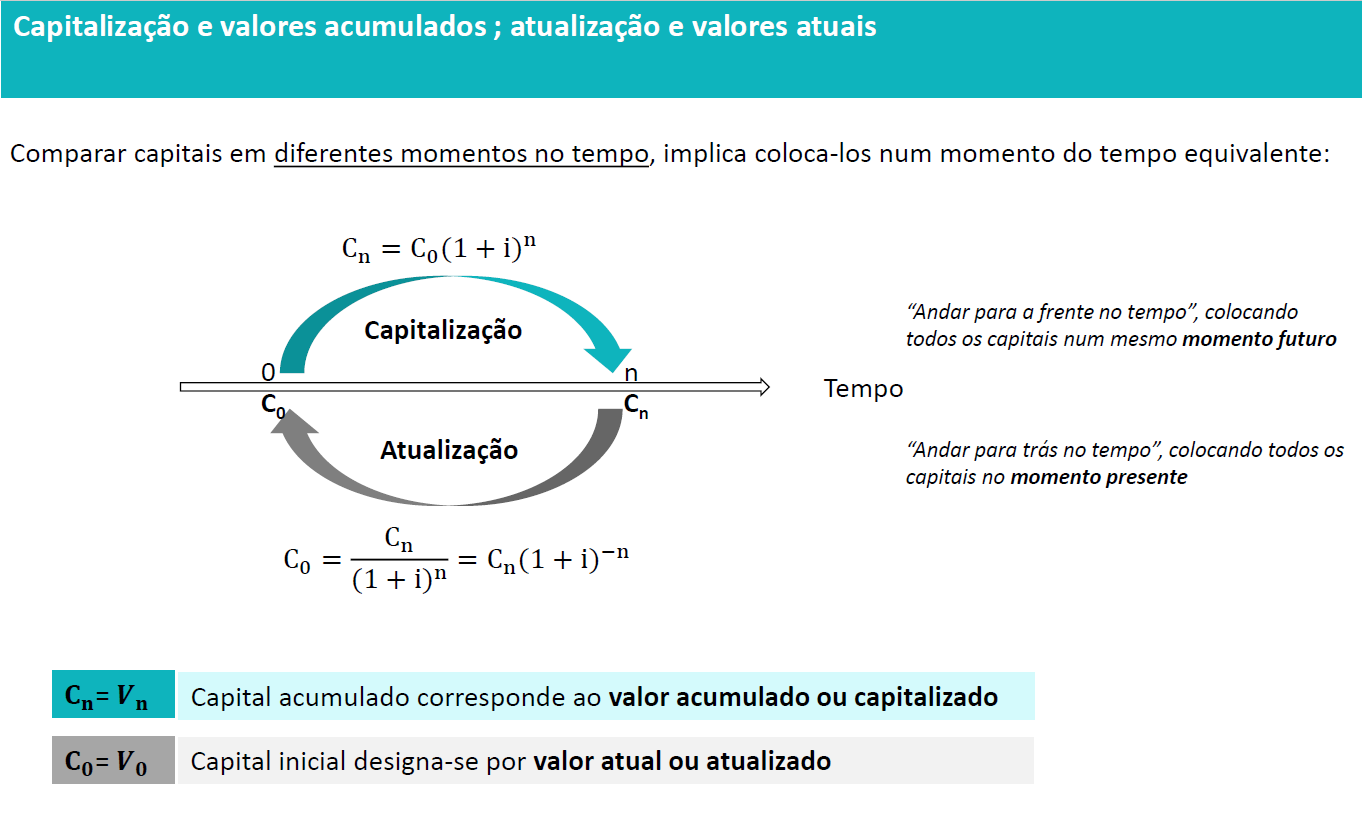 Capitalização e valores acumulados ; atualização e valores atuais
Comparar capitais em diferentes momentos no tempo, implica coloca-los num momento do tempo equivalente:
Cₙ = C₀(1 + i)ⁿ
Capitalização
“Andar para a frente no tempo”, colocando
todos os capitais num mesmo momento futuro
0 n
Tempo
C₀ Cₙ
Atualização
“Andar para trás no tempo”, colocando todos os
capitais no momento presente
C₀ = Cₙ/(1 + i)ⁿ = Cₙ(1 + i)⁻ⁿ
Cₙ= Vₙ Capital acumulado corresponde ao valor acumulado ou capitalizado
C₀= V₀ Capital inicial designa-se por valor atual ou atualizado